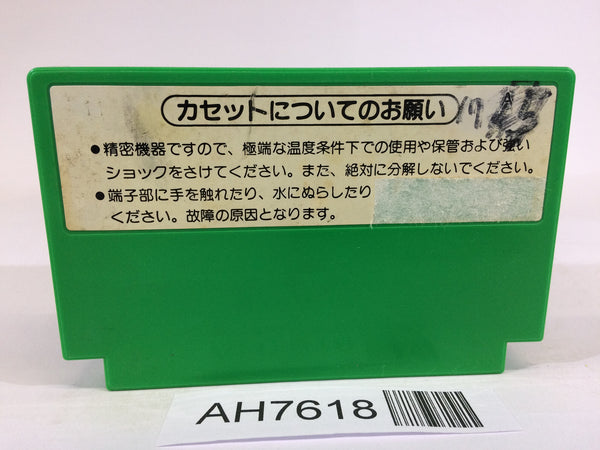 カセットについてのお願い
19
A
●精密機器ですので、極端な温度条件下での使用や保管および強い
ショックをさけてください。また、絶対に分解しないでください。
●端子部に手を触れたり、水にぬらしたり
ください。故障の原因となります。
AH7618